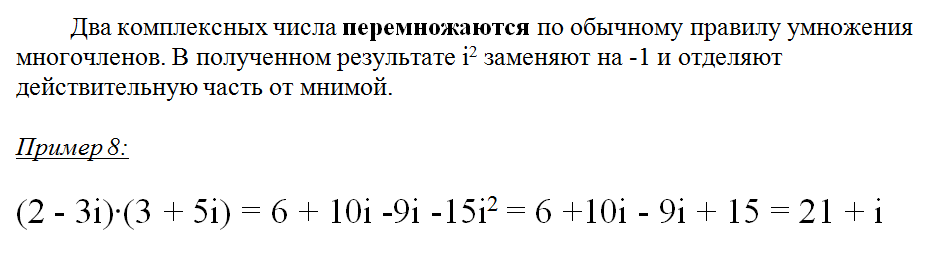 Два комплексных числа перемножаются по обычному правилу умножения
многочленов. В полученном результате i² заменяют на -1 и отделяют
действительную часть от мнимой.
Пример 8:
(2 - 3i)·(3 + 5i) = 6 + 10i -9i -15i² = 6 +10i - 9i + 15 = 21 + i